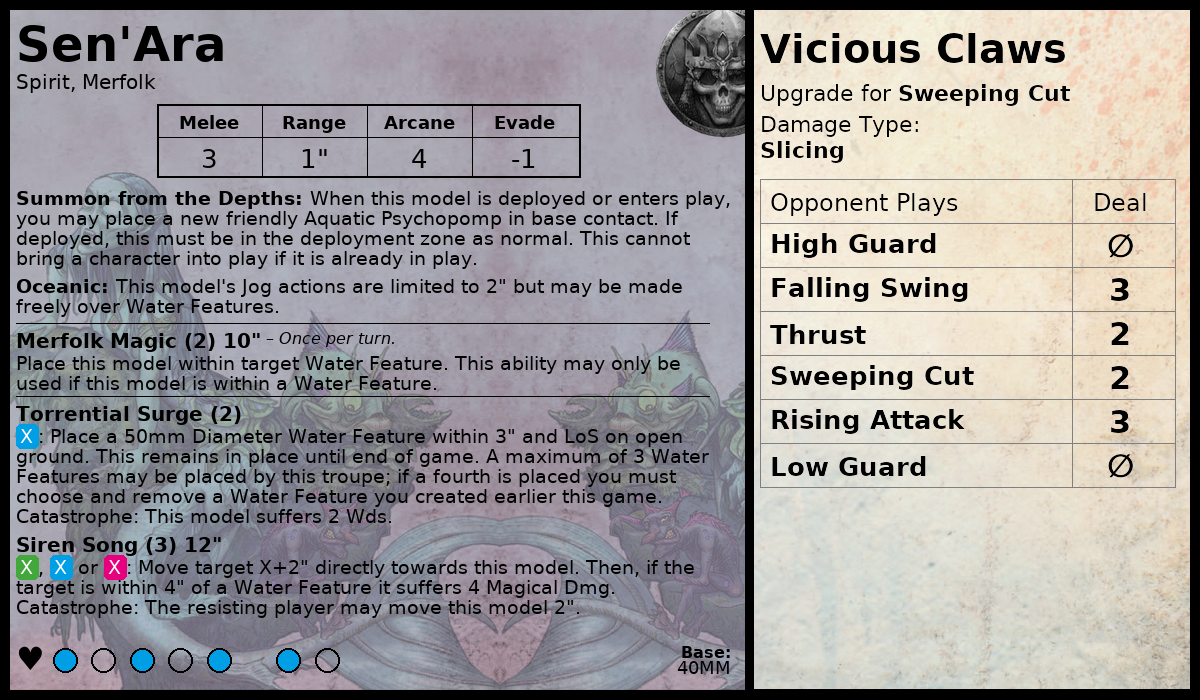 Sen'Ara
Spirit, Merfolk
Melee Range Arcane Evade
3 1" 4 -1
Summon from the Depths: When this model is deployed or enters play,
you may place a new friendly Aquatic Psychopomp in base contact. If
deployed, this must be in the deployment zone as normal. This cannot
bring a character into play if it is already in play.
Oceanic: This model's Jog actions are limited to 2" but may be made
freely over Water Features.
Merfolk Magic (2) 10" – Once per turn.
Place this model within target Water Feature. This ability may only be
used if this model is within a Water Feature.
Torrential Surge (2)
X: Place a 50mm Diameter Water Feature within 3" and LoS on open
ground. This remains in place until end of game. A maximum of 3 Water
Features may be placed by this troupe; if a fourth is placed you must
choose and remove a Water Feature you created earlier this game.
Catastrophe: This model suffers 2 Wds.
Siren Song (3) 12"
X, X or X: Move target X+2" directly towards this model. Then, if the
target is within 4" of a Water Feature it suffers 4 Magical Dmg.
Catastrophe: The resisting player may move this model 2".
Base:
40MM
Vicious Claws
Upgrade for Sweeping Cut
Damage Type:
Slicing
Opponent Plays Deal
High Guard ∅
Falling Swing 3
Thrust 2
Sweeping Cut 2
Rising Attack 3
Low Guard ∅